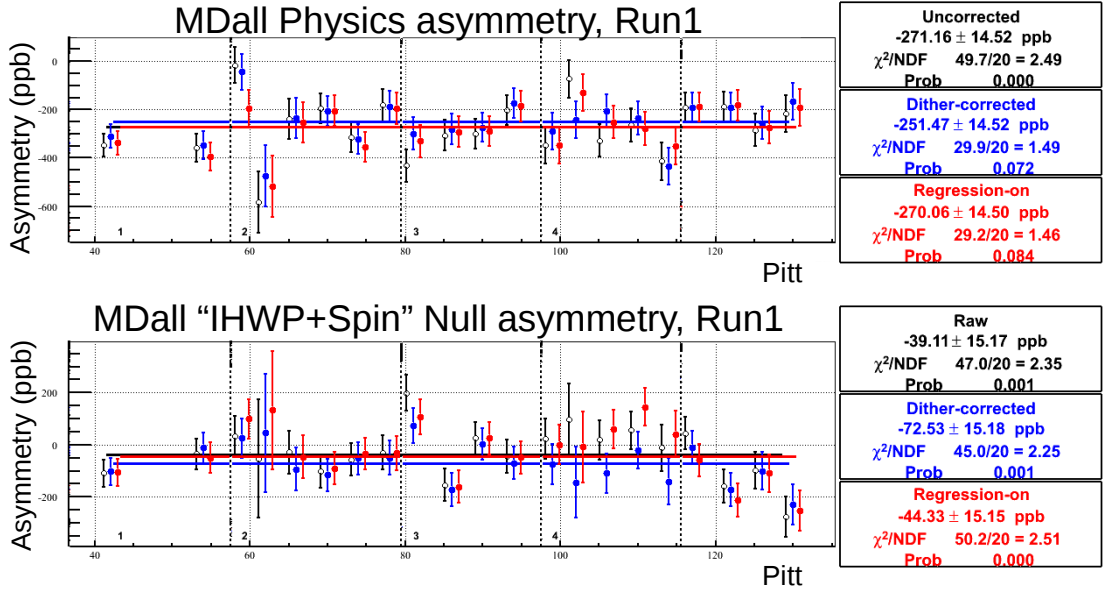 MDall Physics asymmetry, Run1
Asymmetry (ppb)
0
-200
-400
-600
1
2
3
4
40
60
80
100
120
Pitt
Uncorrected
-271.16 ± 14.52 ppb
χ²/NDF 49.7/20 = 2.49
Prob 0.000
Dither-corrected
-251.47 ± 14.52 ppb
χ²/NDF 29.9/20 = 1.49
Prob 0.072
Regression-on
-270.06 ± 14.50 ppb
χ²/NDF 29.2/20 = 1.46
Prob 0.084
MDall “IHWP+Spin” Null asymmetry, Run1
Asymmetry (ppb)
200
0
-200
1
2
3
4
40
60
80
100
120
Pitt
Raw
-39.11 ± 15.17 ppb
χ²/NDF 47.0/20 = 2.35
Prob 0.001
Dither-corrected
-72.53 ± 15.18 ppb
χ²/NDF 45.0/20 = 2.25
Prob 0.001
Regression-on
-44.33 ± 15.15 ppb
χ²/NDF 50.2/20 = 2.51
Prob 0.000